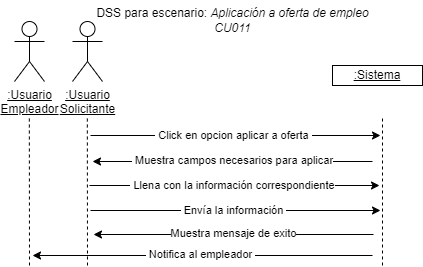 DSS para escenario: Aplicación a oferta de empleo
CU011
:Usuario
Empleador
:Usuario
Solicitante
:Sistema
Click en opcion aplicar a oferta
Muestra campos necesarios para aplicar
Llena con la información correspondiente
Envía la información
Muestra mensaje de exito
Notifica al empleador